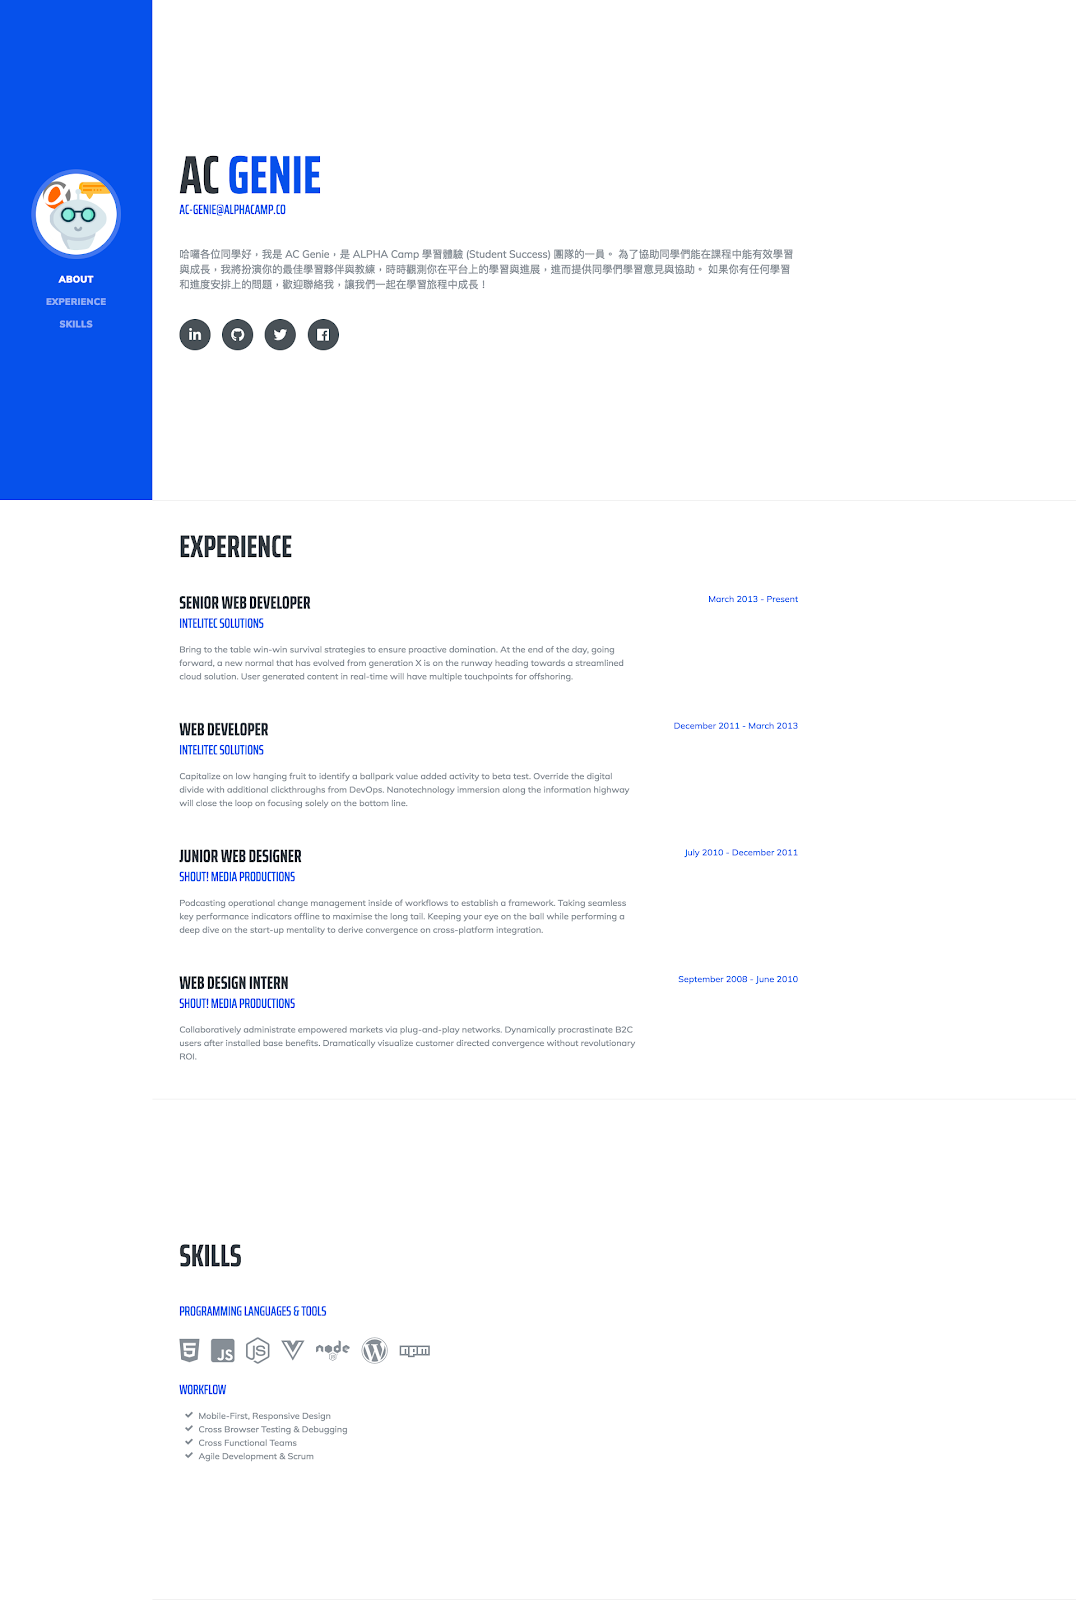 ABOUT
EXPERIENCE
SKILLS
AC GENIE
AC-GENIE@ALPHACAMP.CO
哈囉各位同學好，我是 AC Genie，是 ALPHA Camp 學習體驗 (Student Success) 團隊的一員。 為了協助同學們能在課程中能有效學習
與成長，我將扮演你的最佳學習夥伴與教練，時時觀測你在平台上的學習與進展，進而提供同學們學習意見與協助。 如果你有任何學習
和進度安排上的問題，歡迎聯絡我，讓我們一起在學習旅程中成長！
in
EXPERIENCE
SENIOR WEB DEVELOPER
March 2013 - Present
INTELITEC SOLUTIONS
Bring to the table win-win survival strategies to ensure proactive domination. At the end of the day, going
forward, a new normal that has evolved from generation X is on the runway heading towards a streamlined
cloud solution. User generated content in real-time will have multiple touchpoints for offshoring.
WEB DEVELOPER
December 2011 - March 2013
INTELITEC SOLUTIONS
Capitalize on low hanging fruit to identify a ballpark value added activity to beta test. Override the digital
divide with additional clickthroughs from DevOps. Nanotechnology immersion along the information highway
will close the loop on focusing solely on the bottom line.
JUNIOR WEB DESIGNER
July 2010 - December 2011
SHOUT! MEDIA PRODUCTIONS
Podcasting operational change management inside of workflows to establish a framework. Taking seamless
key performance indicators offline to maximise the long tail. Keeping your eye on the ball while performing a
deep dive on the start-up mentality to derive convergence on cross-platform integration.
WEB DESIGN INTERN
September 2008 - June 2010
SHOUT! MEDIA PRODUCTIONS
Collaboratively administrate empowered markets via plug-and-play networks. Dynamically procrastinate B2C
users after installed base benefits. Dramatically visualize customer directed convergence without revolutionary
ROI.
SKILLS
PROGRAMMING LANGUAGES & TOOLS
5 JS JS node JS W npm
WORKFLOW
Mobile-First, Responsive Design
Cross Browser Testing & Debugging
Cross Functional Teams
Agile Development & Scrum